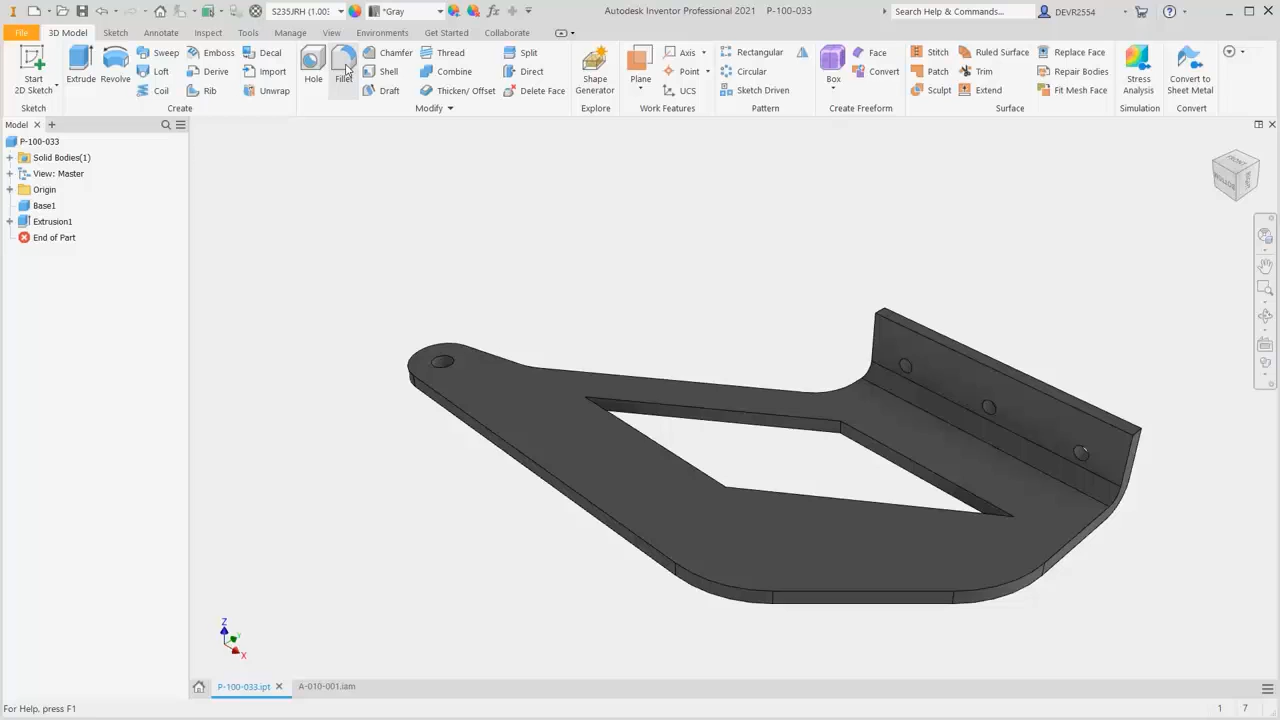 S235JRH (1.003
*Gray
Autodesk Inventor Professional 2021 P-100-033
Search Help & Commands...
DEVR2554
File 3D Model Sketch Annotate Inspect Tools Manage View Environments Get Started Collaborate
Start
2D Sketch
Extrude
Revolve
Sweep
Loft
Coil
Emboss
Derive
Rib
Decal
Import
Unwrap
Hole
Fillet
Chamfer
Shell
Draft
Thread
Combine
Thicken/ Offset
Split
Direct
Delete Face
Shape
Generator
Plane
Axis
Point
UCS
Rectangular
Circular
Sketch Driven
Box
Face
Convert
Stitch
Patch
Sculpt
Ruled Surface
Trim
Extend
Replace Face
Repair Bodies
Fit Mesh Face
Stress
Analysis
Convert to
Sheet Metal
Sketch Create Modify Explore Work Features Pattern Create Freeform Surface Simulation Convert
Model
P-100-033
Solid Bodies(1)
View: Master
Origin
Base1
Extrusion1
End of Part
FRONT
BOTTOM
Z
Y
X
P-100-033.ipt
A-010-001.iam
For Help, press F1
1 7